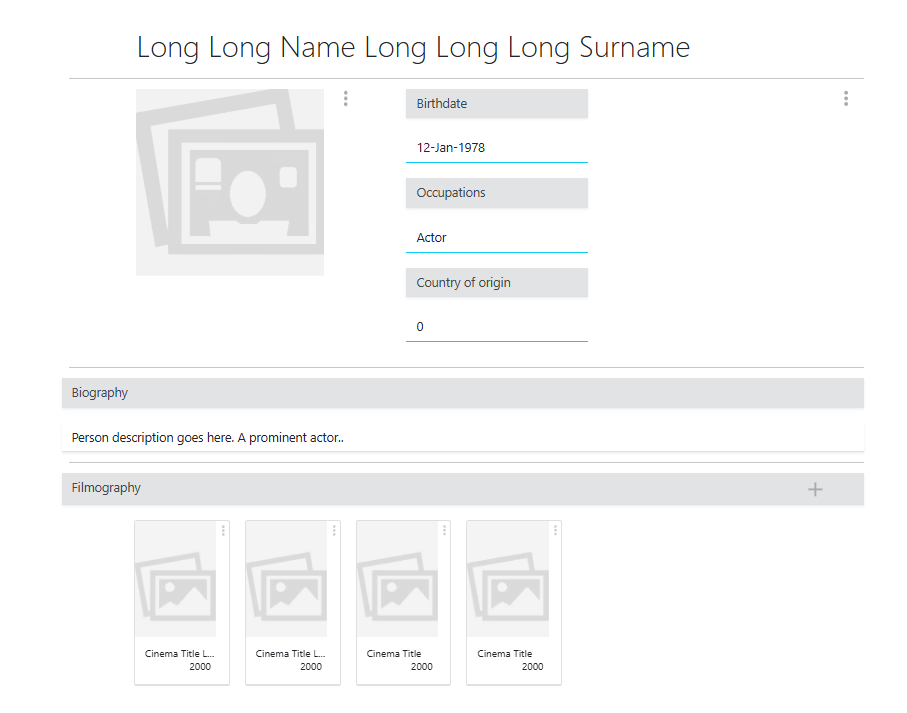 Long Long Name Long Long Long Surname
Birthdate
12-Jan-1978
Occupations
Actor
Country of origin
0
Biography
Person description goes here. A prominent actor..
Filmography
Cinema Title L...
2000
Cinema Title L...
2000
Cinema Title
2000
Cinema Title
2000